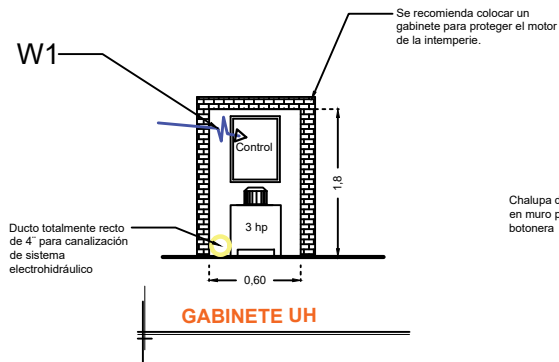 Se recomienda colocar un
gabinete para proteger el motor
de la intemperie.
W1
Control
1,8
Chalupa c
en muro p
botonera
3 hp
Ducto totalmente recto
de 4¨ para canalización
de sistema
electrohidráulico
0,60
GABINETE UH